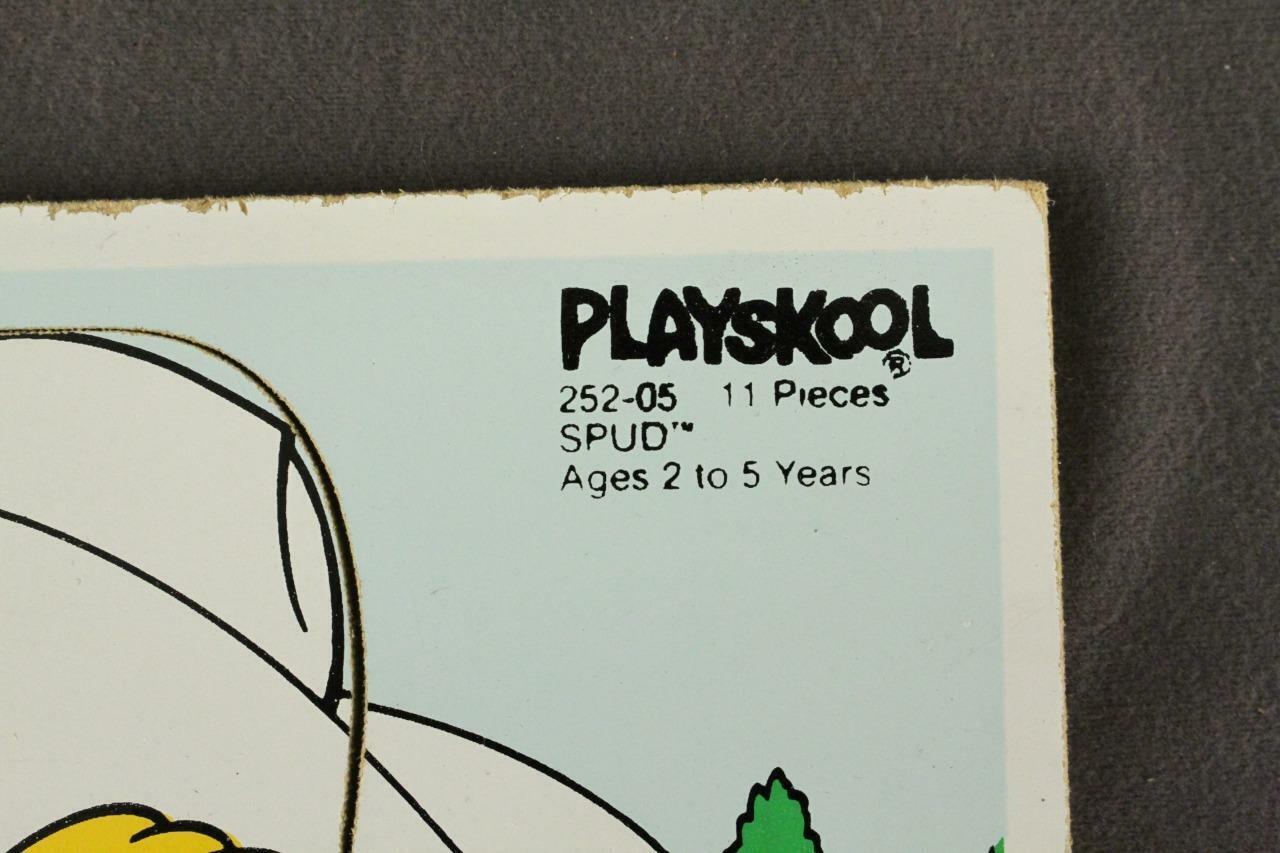 PLAYSKOOL®
252-05 11 Pieces
SPUD™
Ages 2 to 5 Years